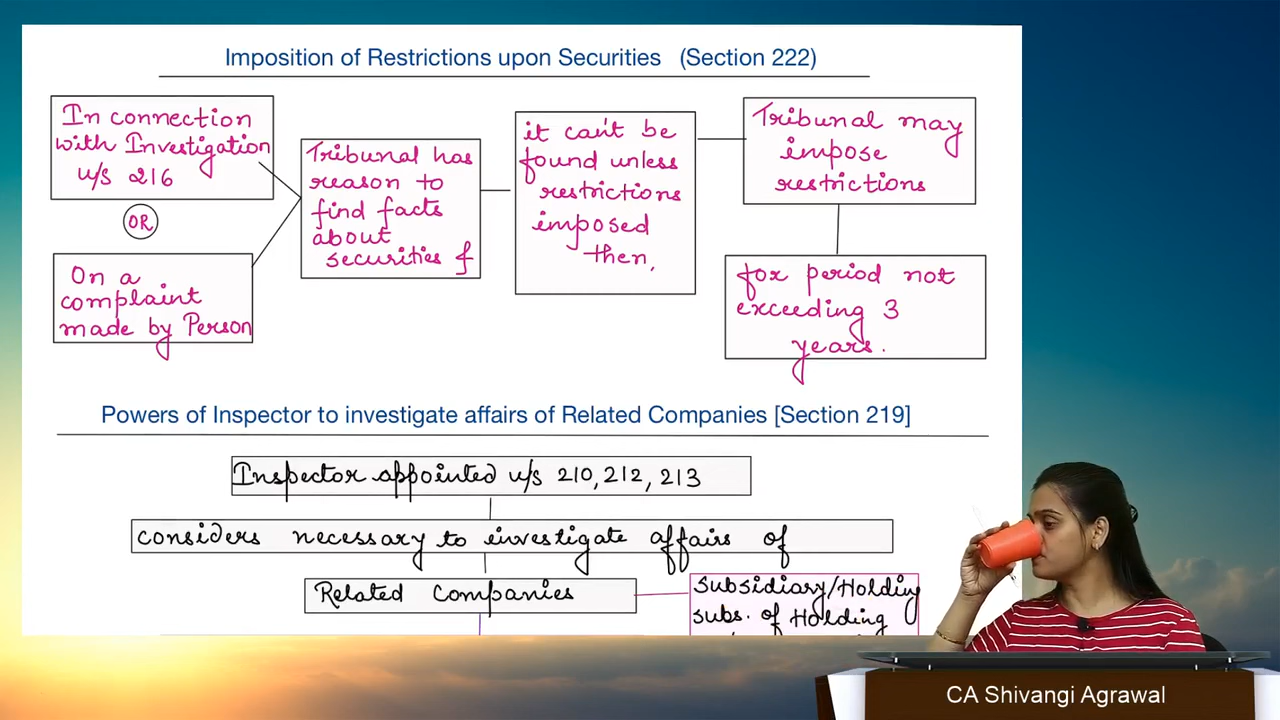 Imposition of Restrictions upon Securities (Section 222)
In connection
with Investigation
u/s 216
OR
On a
complaint
made by Person
Tribunal has
reason to
find facts
about
securities &
it can't be
found unless
restrictions
imposed
then,
Tribunal may
impose
restrictions
for period not
exceeding 3
years.
Powers of Inspector to investigate affairs of Related Companies [Section 219]
Inspector appointed u/s 210, 212, 213
considers necessary to investigate affairs of
Related Companies
Subsidiary/Holding
subs. of Holding
CA Shivangi Agrawal